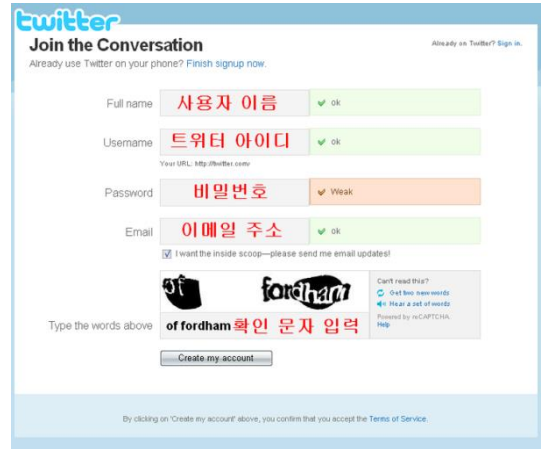 twitter
Join the Conversation
Already on Twitter? Sign in.
Already use Twitter on your phone? Finish signup now.
Full name 사용자 이름 ok
Username 트위터 아이디 ok
Your URL: http://twitter.com/
Password 비밀번호 Weak
Email 이메일 주소 ok
I want the inside scoop—please send me email updates!
of fordham
Can't read this?
Get two new words
Hear a set of words
Powered by reCAPTCHA.
Help
Type the words above of fordham 확인 문자 입력
Create my account
By clicking on 'Create my account' above, you confirm that you accept the Terms of Service.